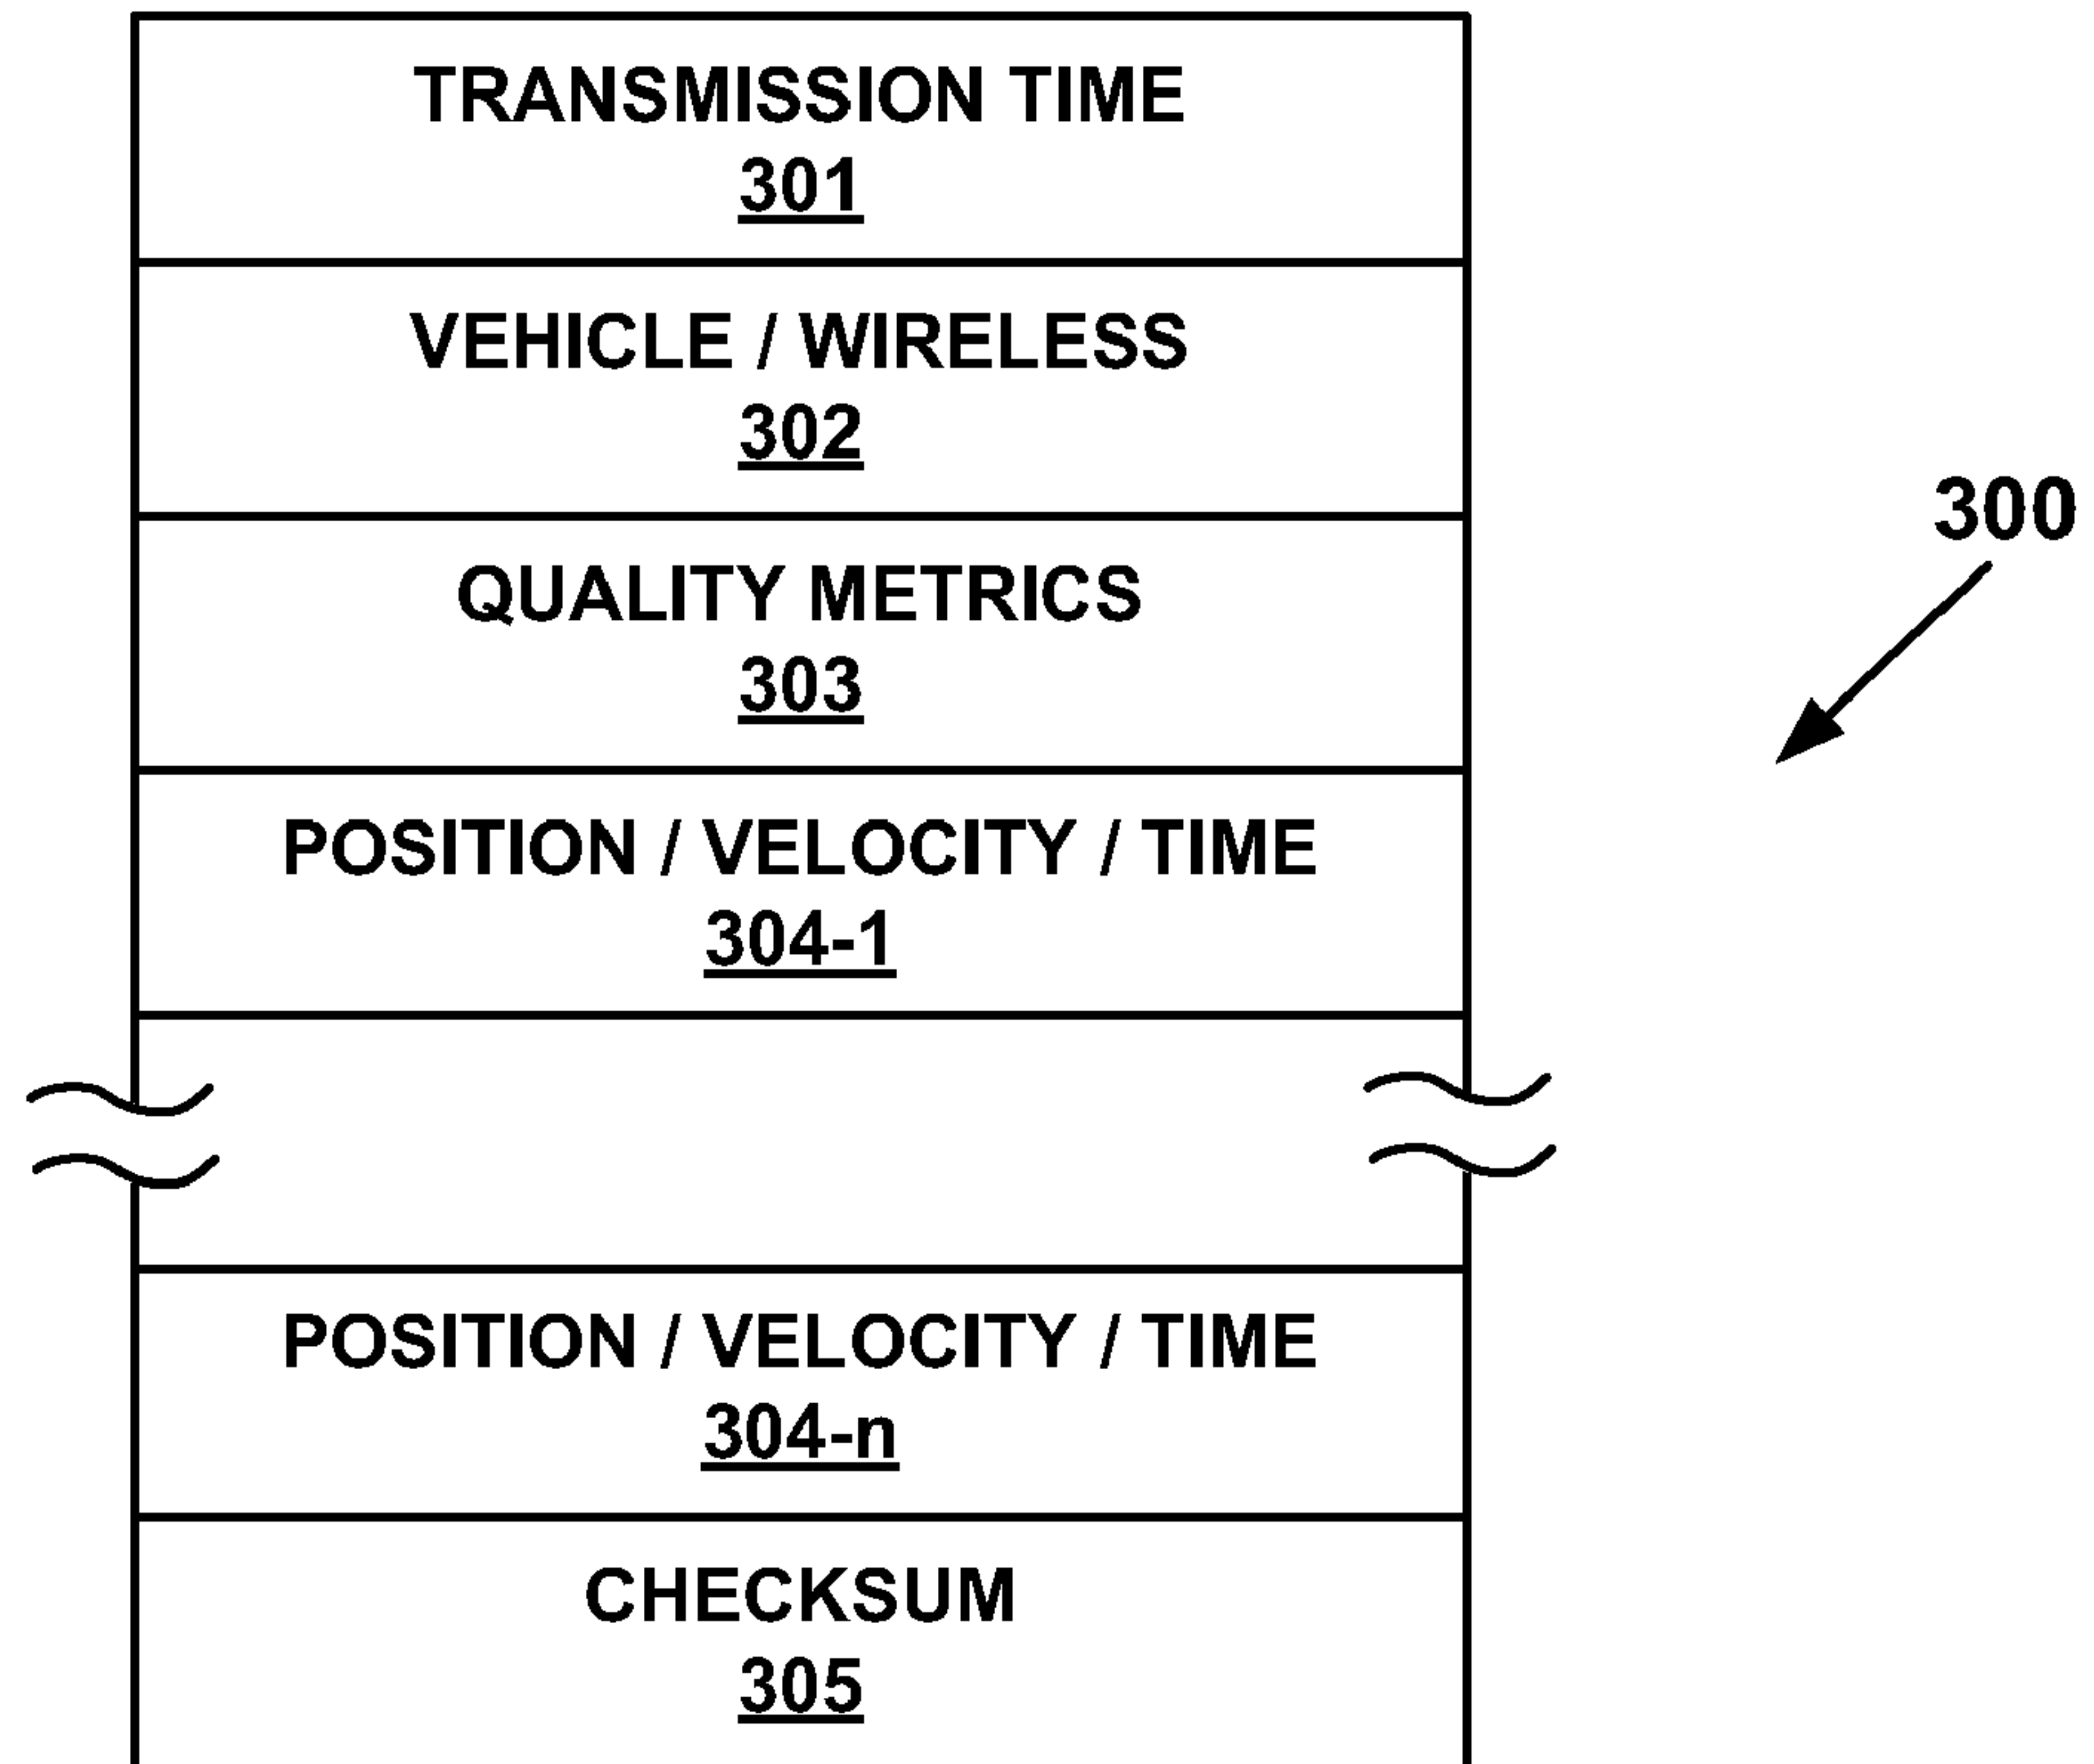 TRANSMISSION TIME
301
VEHICLE / WIRELESS
302
QUALITY METRICS
303
300
POSITION / VELOCITY / TIME
304-1
POSITION / VELOCITY / TIME
304-n
CHECKSUM
305